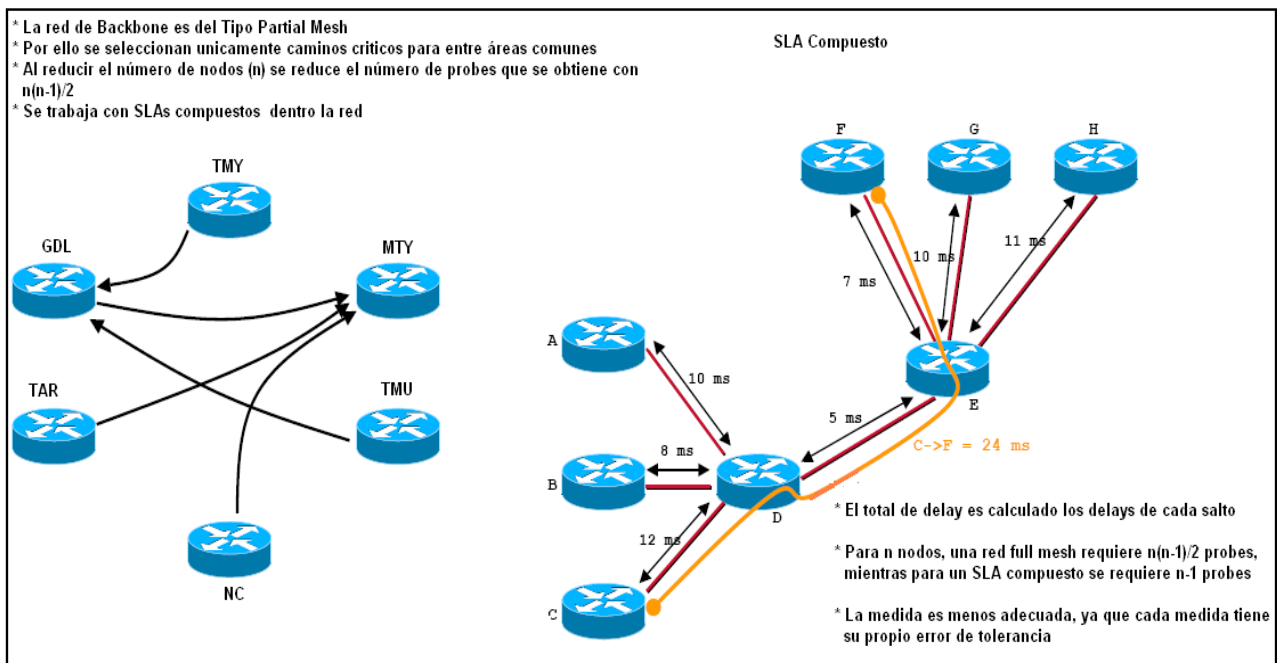 * La red de Backbone es del Tipo Partial Mesh
* Por ello se seleccionan unicamente caminos criticos para entre áreas comunes
* Al reducir el número de nodos (n) se reduce el número de probes que se obtiene con
n(n-1)/2
* Se trabaja con SLAs compuestos dentro la red
SLA Compuesto
TMY
GDL
MTY
TAR
TMU
NC
F
G
H
11 ms
10 ms
7 ms
A
10 ms
E
5 ms
C->F = 24 ms
8 ms
B
D
12 ms
C
* El total de delay es calculado los delays de cada salto
* Para n nodos, una red full mesh requiere n(n-1)/2 probes,
mientras para un SLA compuesto se requiere n-1 probes
* La medida es menos adecuada, ya que cada medida tiene
su propio error de tolerancia